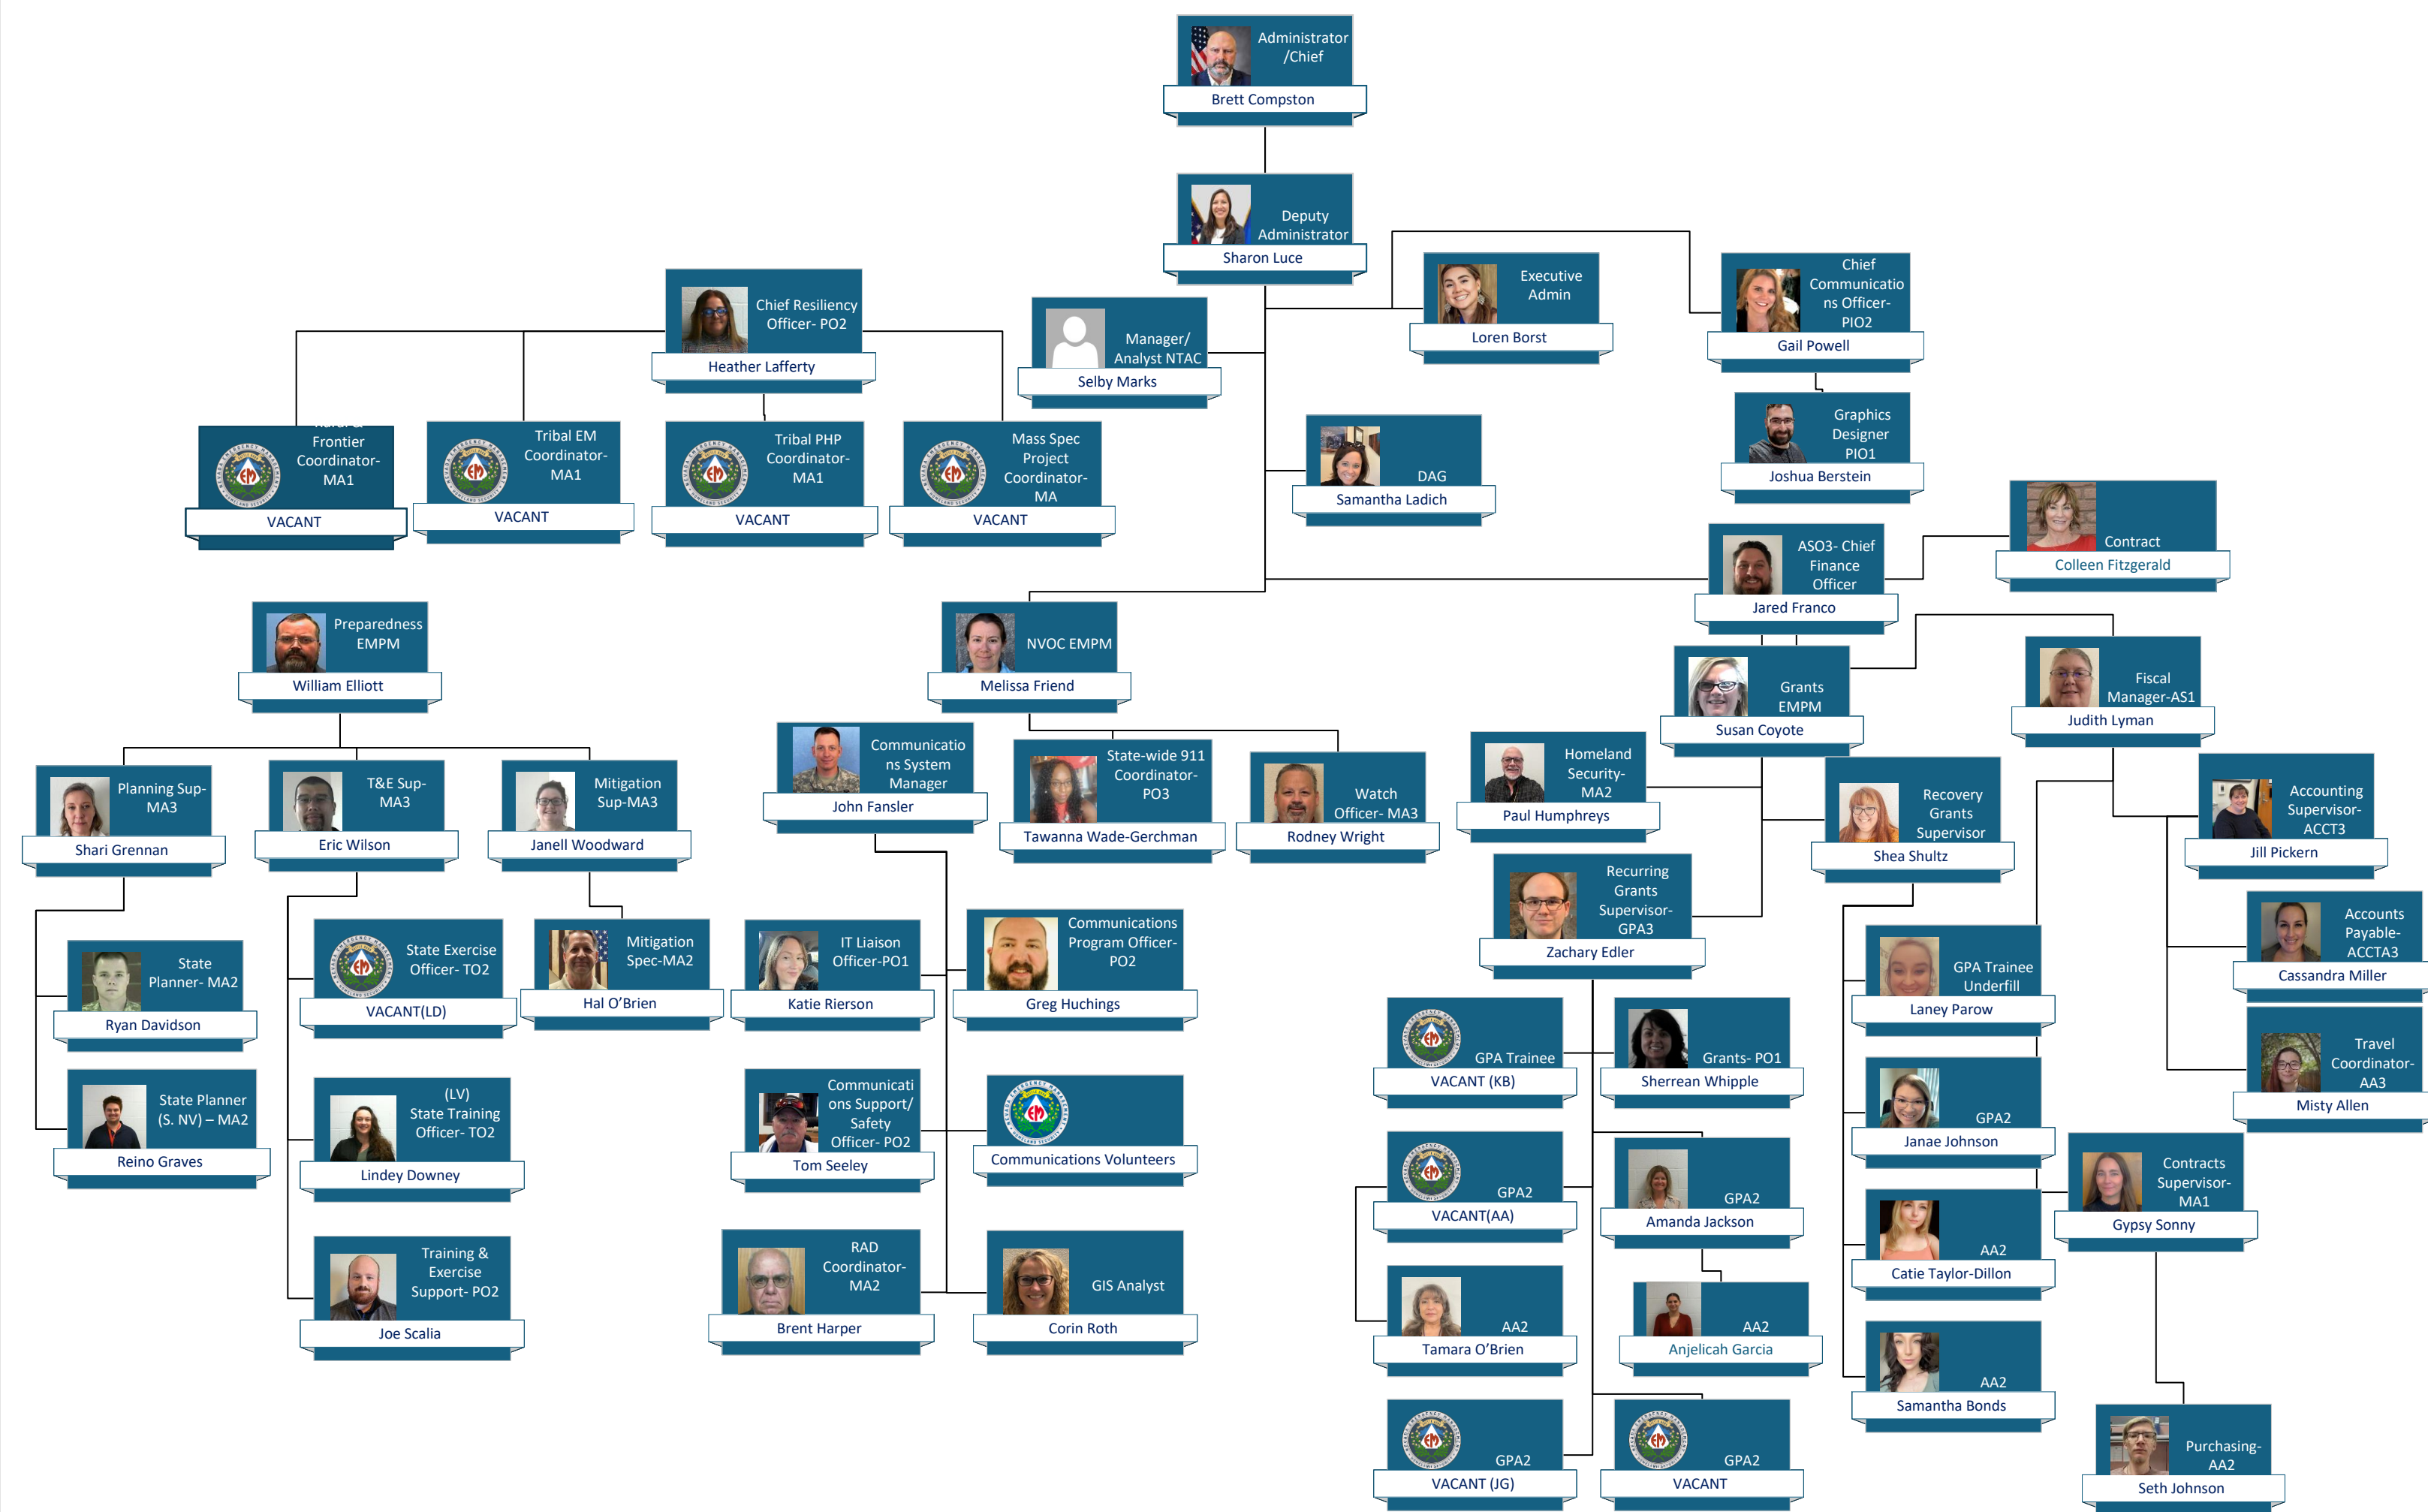 Administrator
/Chief
Brett Compston
Deputy
Administrator
Sharon Luce
Chief Resiliency
Officer- PO2
Heather Lafferty
Manager/
Analyst NTAC
Selby Marks
Executive
Admin
Loren Borst
Chief
Communicatio
ns Officer-
PIO2
Gail Powell
Frontier
Coordinator-
MA1
VACANT
Tribal EM
Coordinator-
MA1
VACANT
Tribal PHP
Coordinator-
MA1
VACANT
Mass Spec
Project
Coordinator-
MA
VACANT
DAG
Samantha Ladich
Graphics
Designer
PIO1
Joshua Berstein
ASO3- Chief
Finance
Officer
Jared Franco
Contract
Colleen Fitzgerald
Preparedness
EMPM
William Elliott
NVOC EMPM
Melissa Friend
Grants
EMPM
Susan Coyote
Fiscal
Manager-AS1
Judith Lyman
Planning Sup-
MA3
Shari Grennan
T&E Sup-
MA3
Eric Wilson
Mitigation
Sup-MA3
Janell Woodward
Communicatio
ns System
Manager
John Fansler
State-wide 911
Coordinator-
PO3
Tawanna Wade-Gerchman
Watch
Officer- MA3
Rodney Wright
Homeland
Security-
MA2
Paul Humphreys
Recovery
Grants
Supervisor
Shea Shultz
Accounting
Supervisor-
ACCT3
Jill Pickern
Recurring
Grants
Supervisor-
GPA3
Zachary Edler
State
Planner- MA2
Ryan Davidson
State Exercise
Officer- TO2
VACANT(LD)
Mitigation
Spec-MA2
Hal O'Brien
IT Liaison
Officer-PO1
Katie Rierson
Communications
Program Officer-
PO2
Greg Huchings
GPA Trainee
Underfill
Laney Parow
Accounts
Payable-
ACCTA3
Cassandra Miller
State Planner
(S. NV) – MA2
Reino Graves
(LV)
State Training
Officer- TO2
Lindey Downey
Communicati
ons Support/
Safety
Officer- PO2
Tom Seeley
Communications Volunteers
GPA Trainee
VACANT (KB)
Grants- PO1
Sherrean Whipple
GPA2
Janae Johnson
Travel
Coordinator-
AA3
Misty Allen
GPA2
VACANT(AA)
GPA2
Amanda Jackson
AA2
Catie Taylor-Dillon
Contracts
Supervisor-
MA1
Gypsy Sonny
Training &
Exercise
Support- PO2
Joe Scalia
RAD
Coordinator-
MA2
Brent Harper
GIS Analyst
Corin Roth
AA2
Tamara O'Brien
AA2
Anjelicah Garcia
AA2
Samantha Bonds
GPA2
VACANT (JG)
GPA2
VACANT
Purchasing-
AA2
Seth Johnson